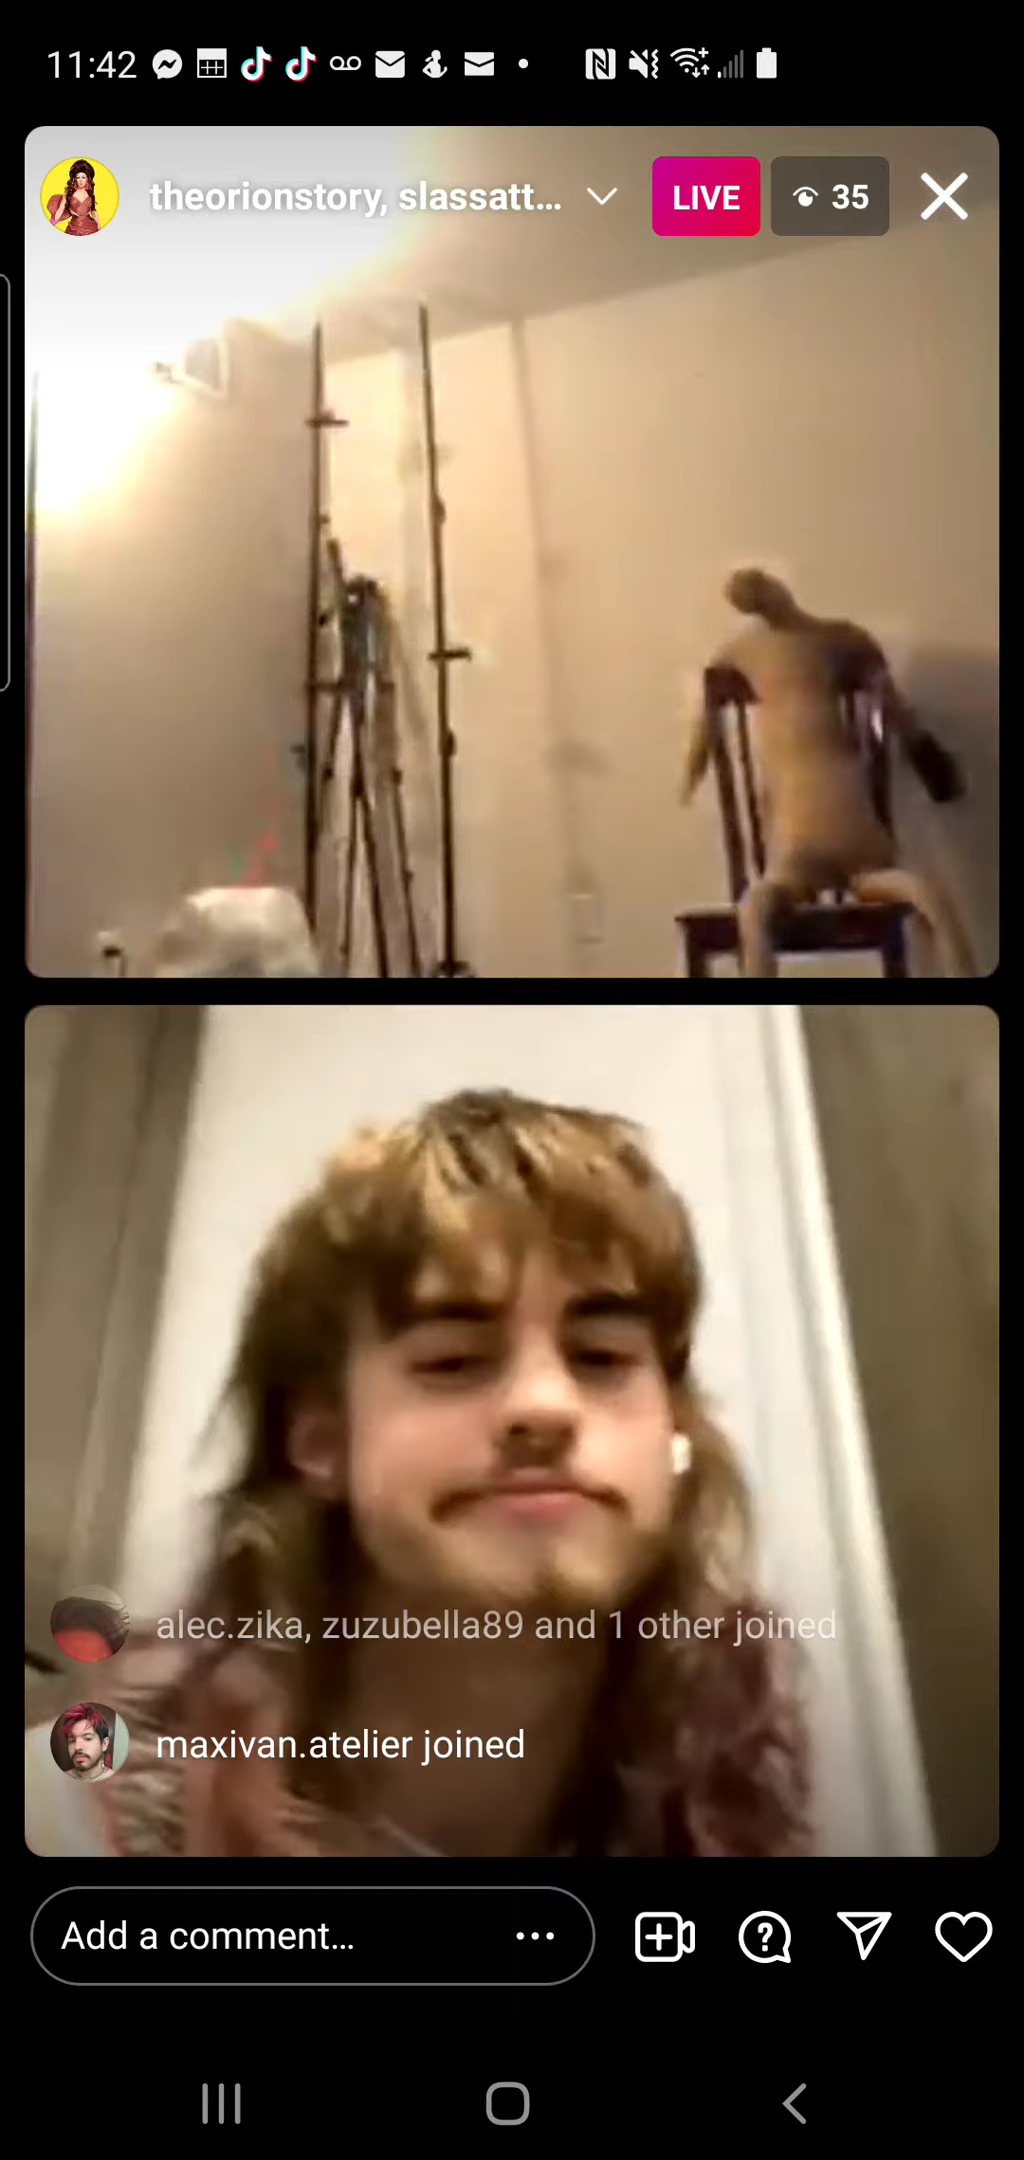 11:42
theorionstory, slassatt...
LIVE
35
alec.zika, zuzubella89 and 1 other joined
maxivan.atelier joined
Add a comment...